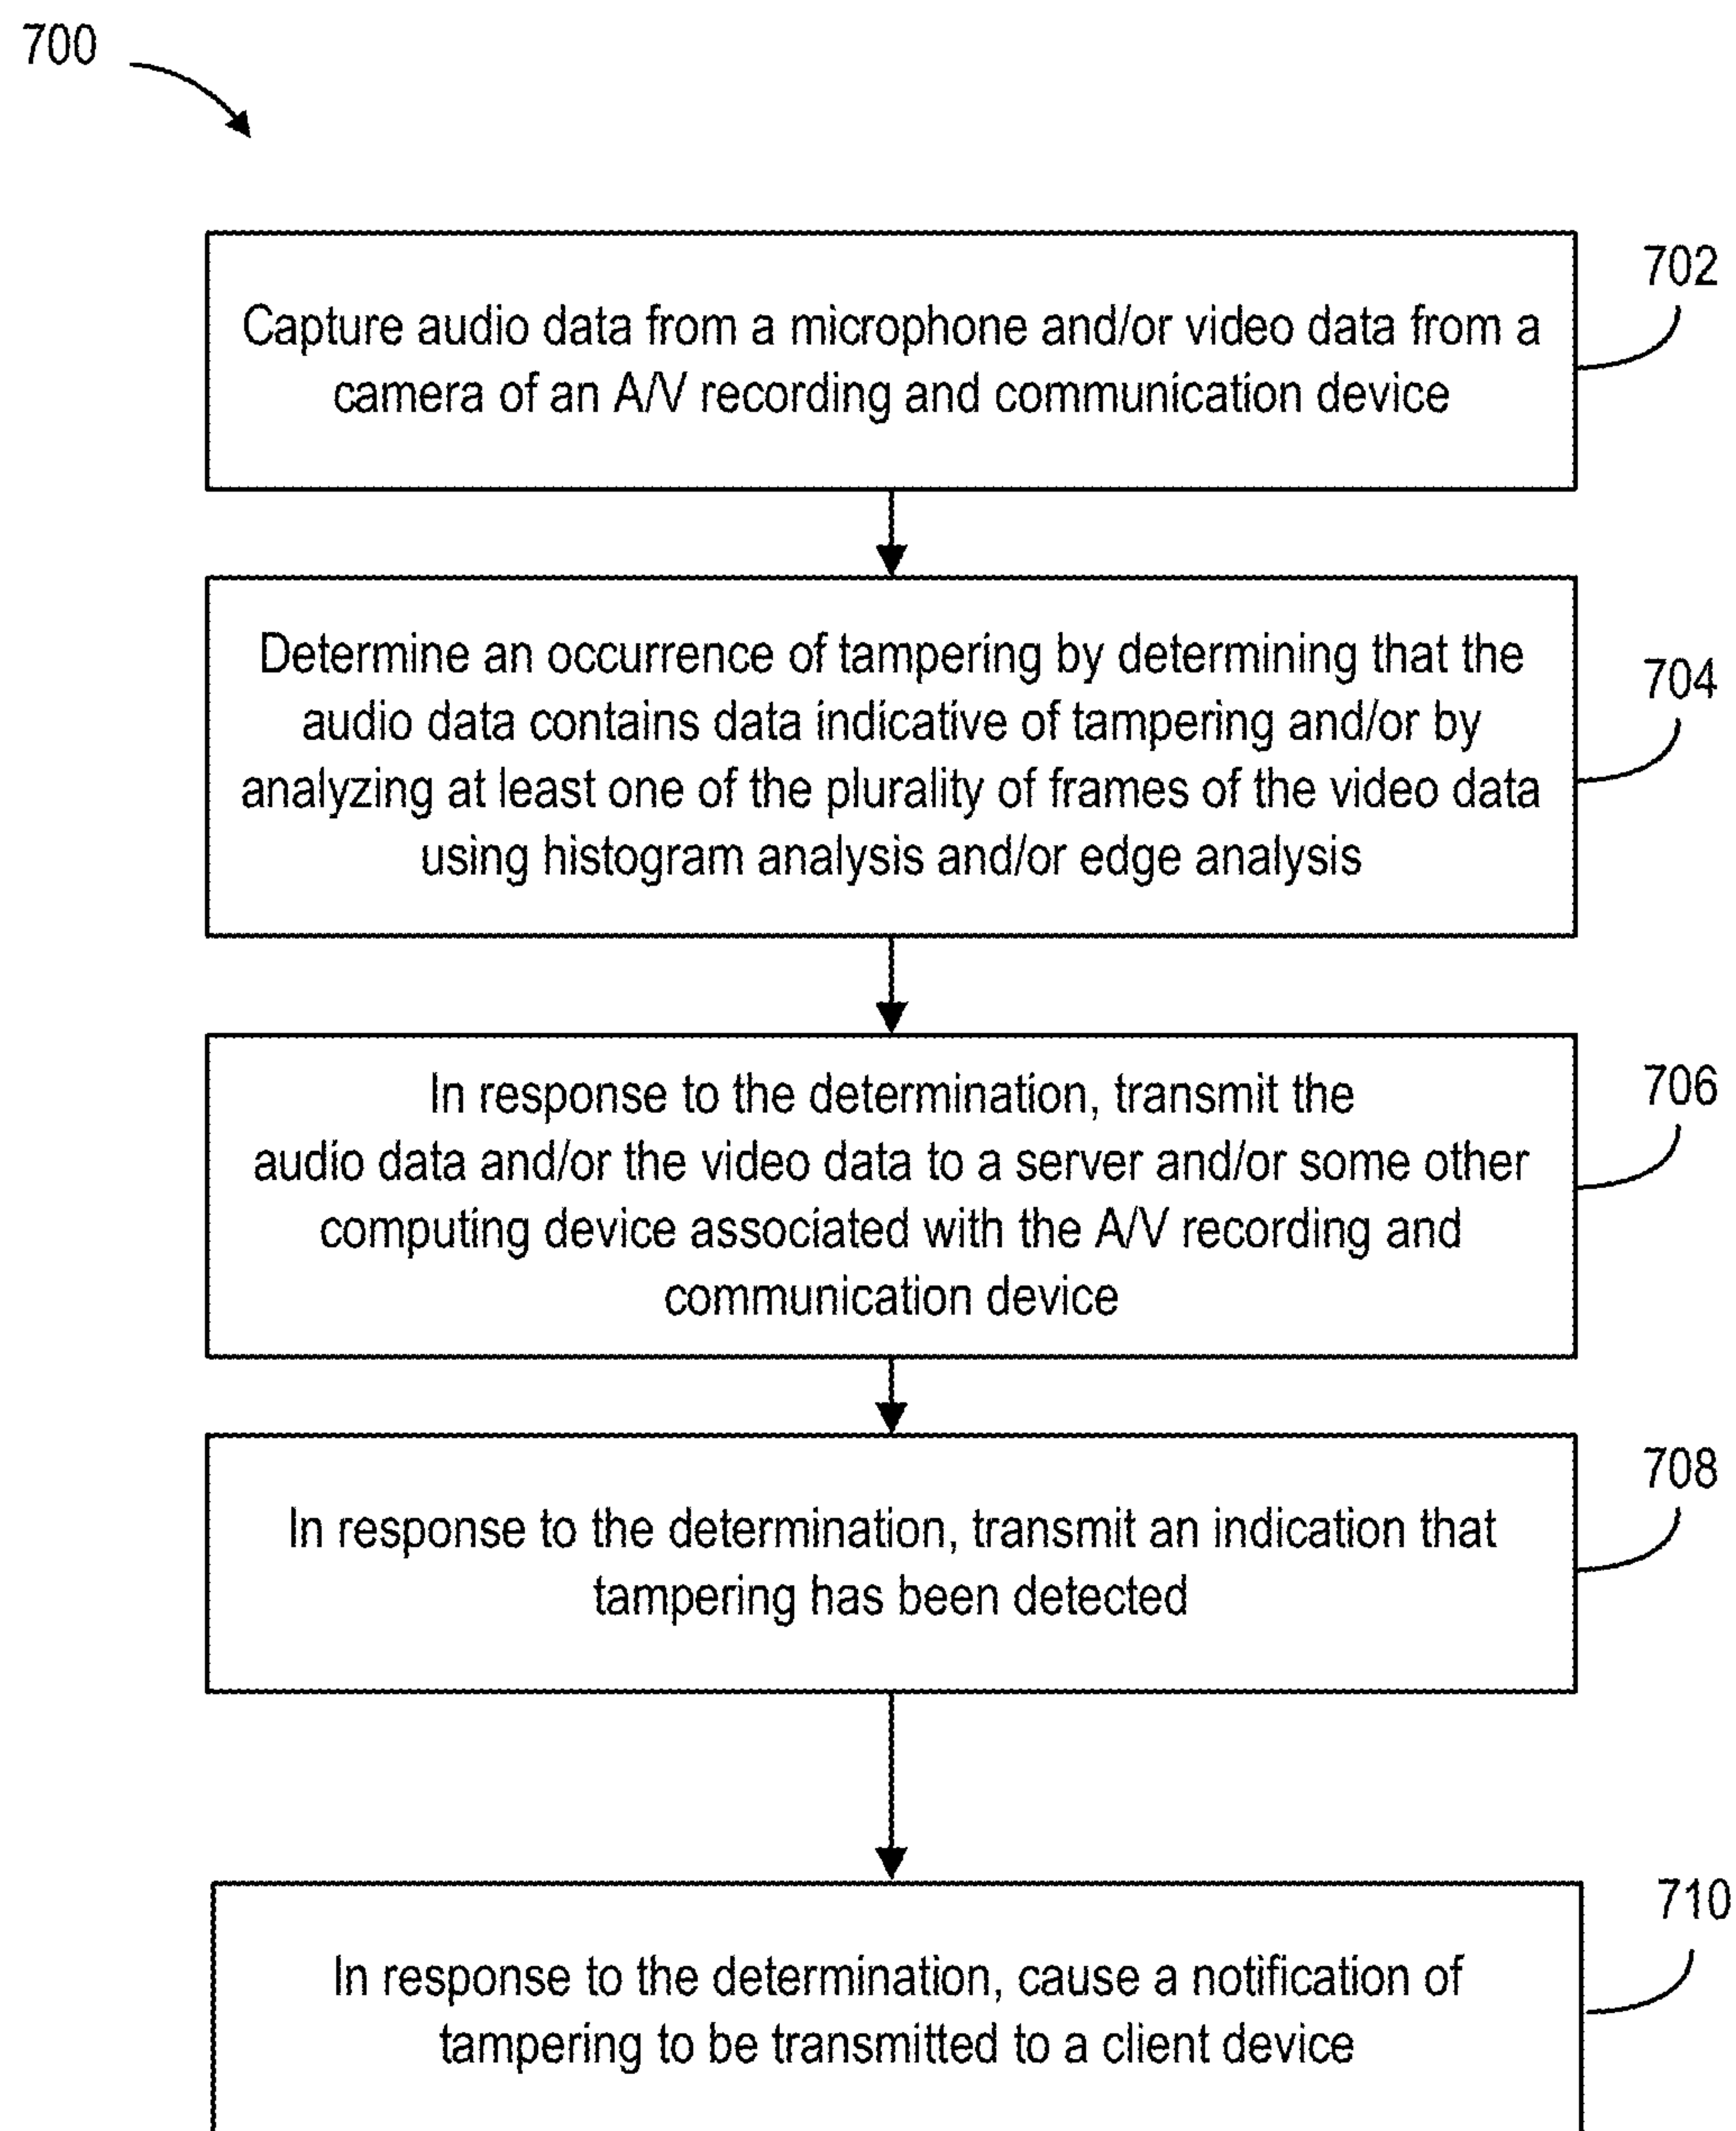 700
702
Capture audio data from a microphone and/or video data from a
camera of an A/V recording and communication device
Determine an occurrence of tampering by determining that the
audio data contains data indicative of tampering and/or by
analyzing at least one of the plurality of frames of the video data
using histogram analysis and/or edge analysis
704
In response to the determination, transmit the
audio data and/or the video data to a server and/or some other
computing device associated with the A/V recording and
communication device
706
In response to the determination, transmit an indication that
tampering has been detected
708
In response to the determination, cause a notification of
tampering to be transmitted to a client device
710